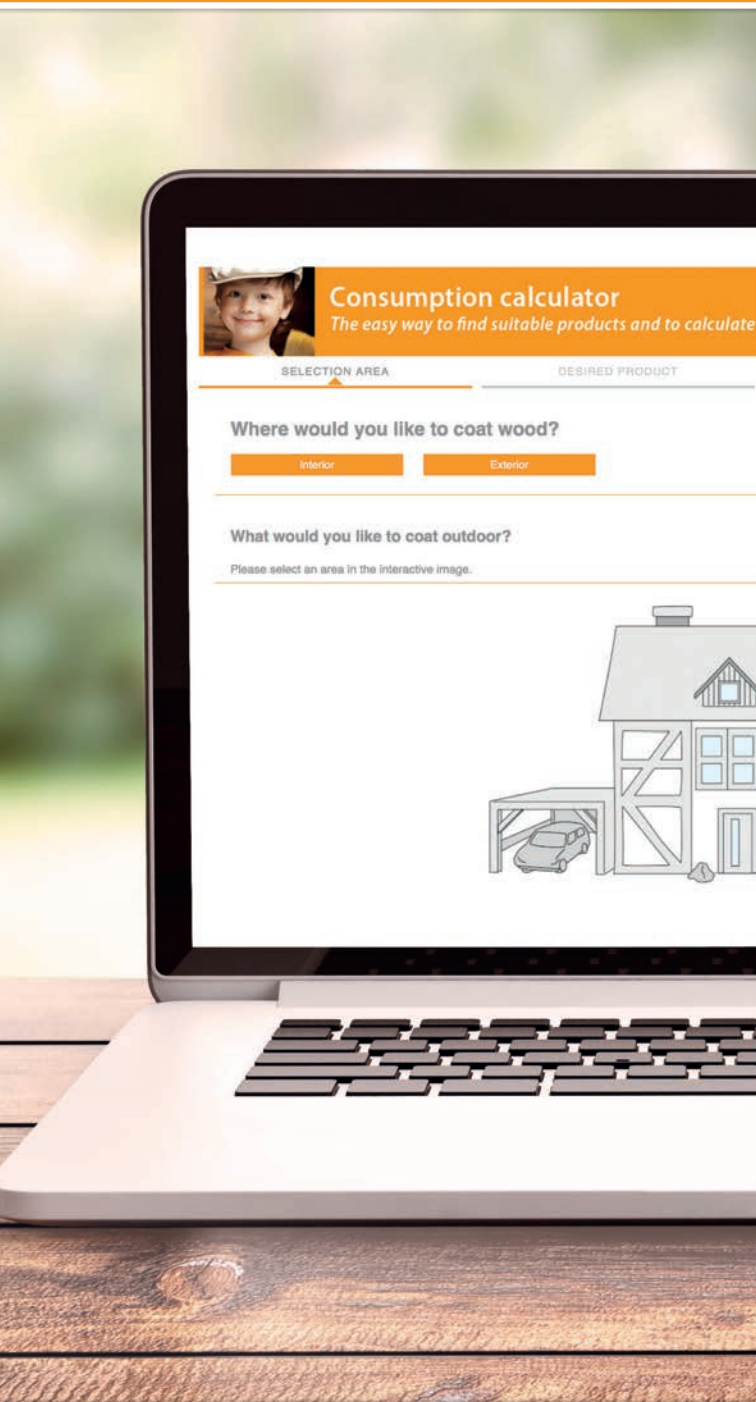 Consumption calculator
The easy way to find suitable products and to calculate
SELECTION AREA
DESIRED PRODUCT
Where would you like to coat wood?
Interior
Exterior
What would you like to coat outdoor?
Please select an area in the interactive image.